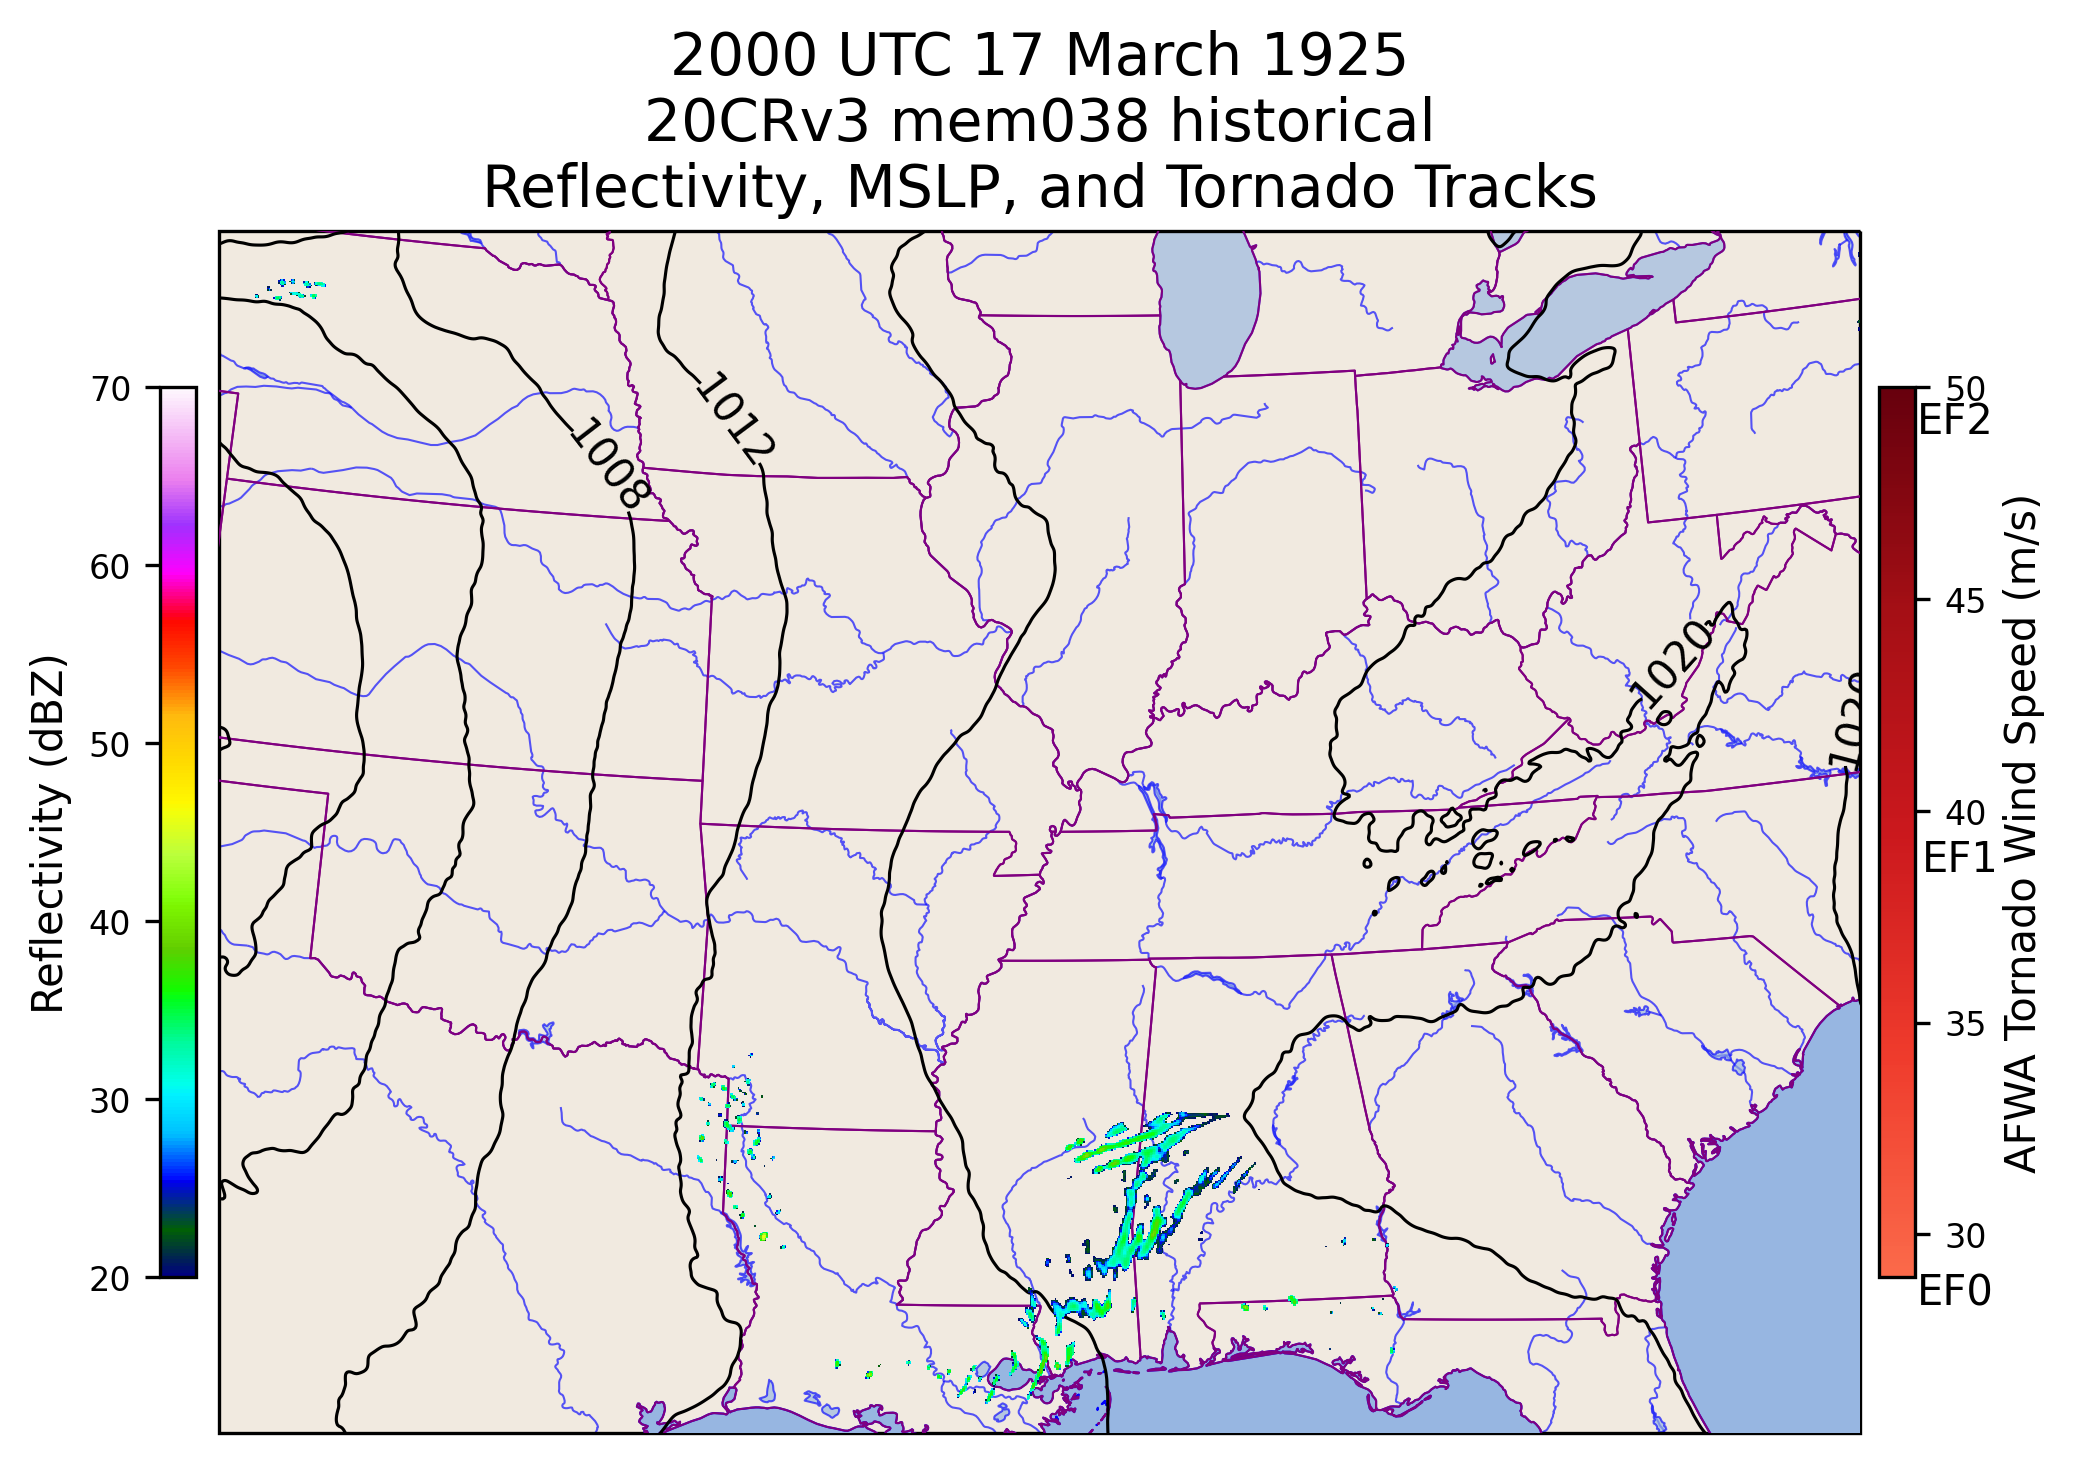 2000 UTC 17 March 1925
20CRv3 mem038 historical
Reflectivity, MSLP, and Tornado Tracks
70
60
50
40
30
20
Reflectivity (dBZ)
1008
1012
1020
1020
50
EF2
45
40
EF1
35
30
EF0
AFWA Tornado Wind Speed (m/s)